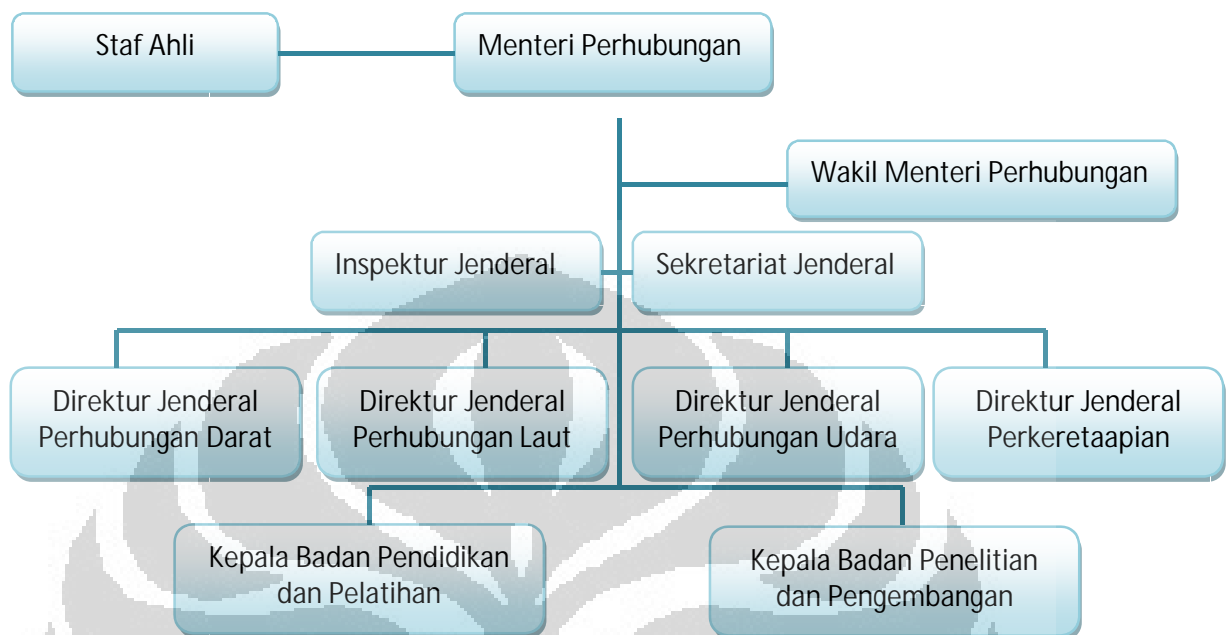 Staf Ahli
Menteri Perhubungan
Wakil Menteri Perhubungan
Inspektur Jenderal
Sekretariat Jenderal
Direktur Jenderal
Perhubungan Darat
Direktur Jenderal
Perhubungan Laut
Direktur Jenderal
Perhubungan Udara
Direktur Jenderal
Perkeretaapian
Kepala Badan Pendidikan
dan Pelatihan
Kepala Badan Penelitian
dan Pengembangan